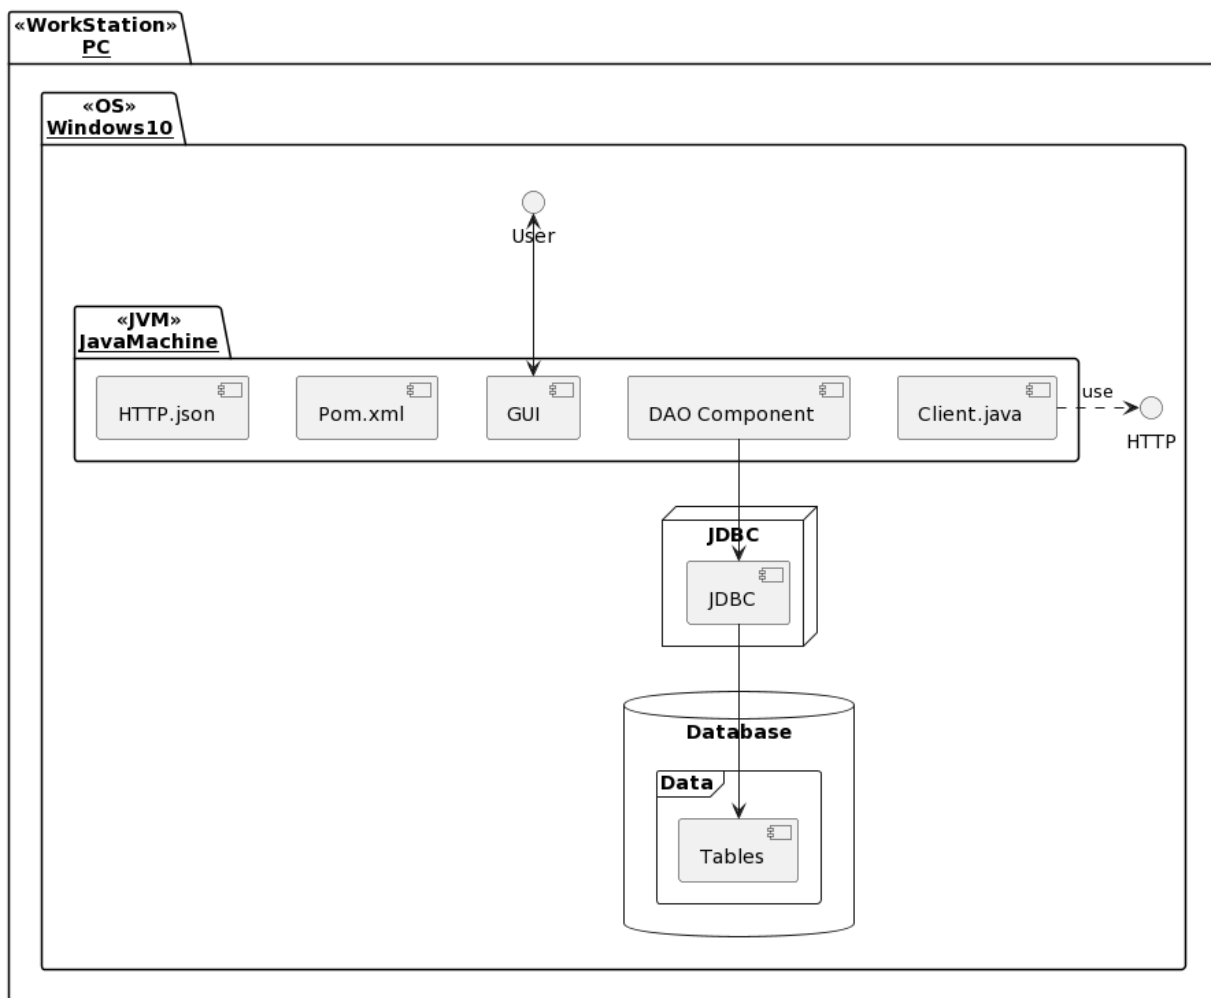 «WorkStation»
PC
«OS»
Windows10
User
«JVM»
JavaMachine
HTTP.json
Pom.xml
GUI
DAO Component
Client.java
use
HTTP
JDBC
JDBC
Database
Data
Tables